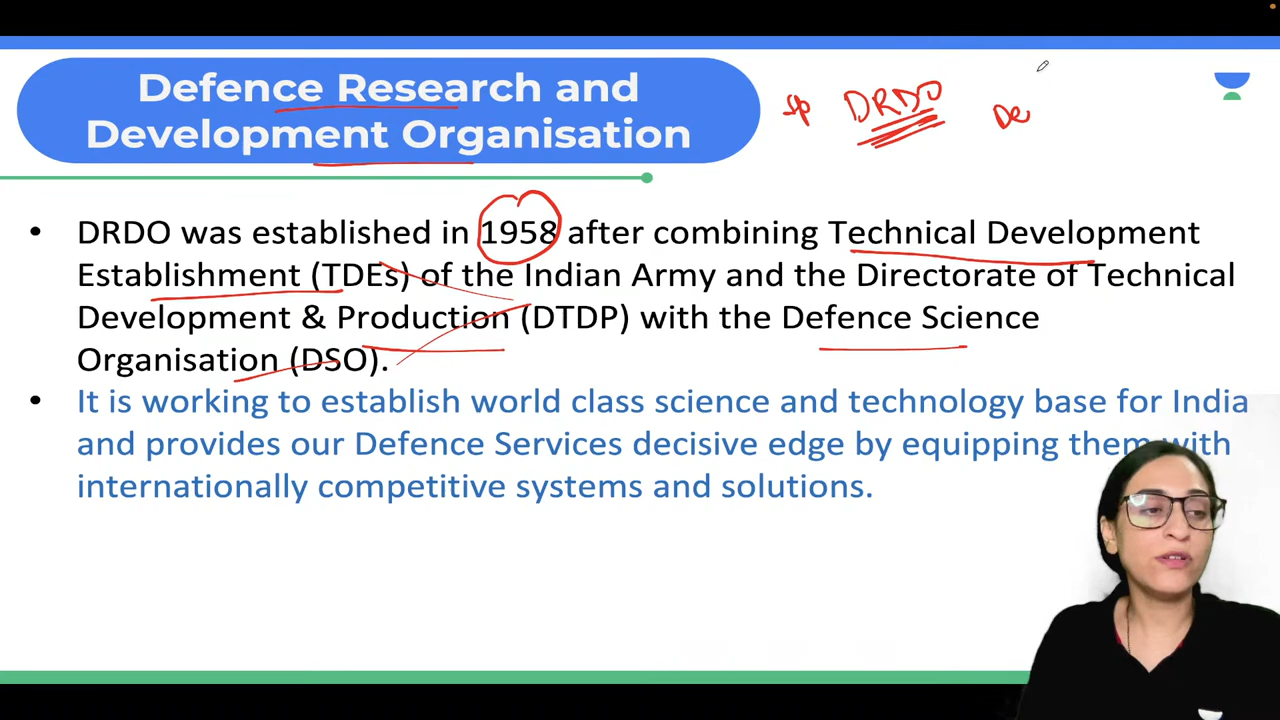 Defence Research and
Development Organisation
DRDO
De
• DRDO was established in 1958 after combining Technical Development
Establishment (TDEs) of the Indian Army and the Directorate of Technical
Development & Production (DTDP) with the Defence Science
Organisation (DSO).
• It is working to establish world class science and technology base for India
and provides our Defence Services decisive edge by equipping them with
internationally competitive systems and solutions.